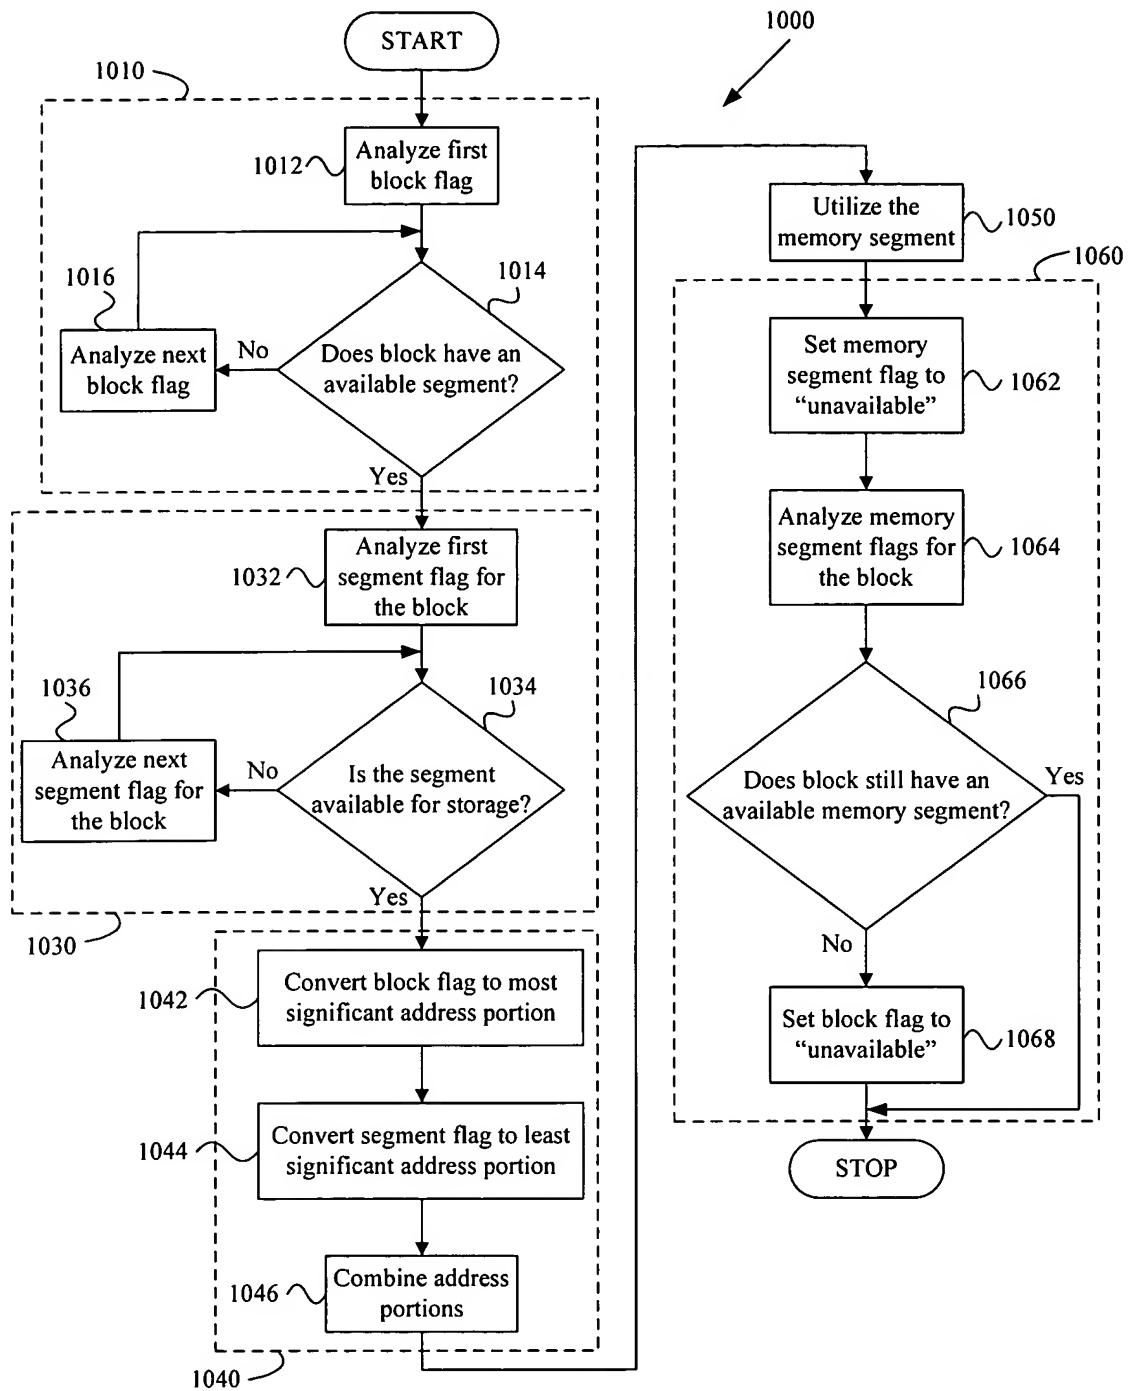 START
1000
1010
1012
Analyze first
block flag
1014
1016
Analyze next
block flag
No
Does block have an
available segment?
Yes
1032
Analyze first
segment flag for
the block
1034
1036
Analyze next
segment flag for
the block
No
Is the segment
available for storage?
Yes
1030
1042
Convert block flag to most
significant address portion
1044
Convert segment flag to least
significant address portion
1046
Combine address
portions
1040
Utilize the
memory segment
1050
1060
Set memory
segment flag to
“unavailable”
1062
Analyze memory
segment flags for
the block
1064
1066
Does block still have an
available memory segment?
Yes
No
Set block flag to
“unavailable”
1068
STOP